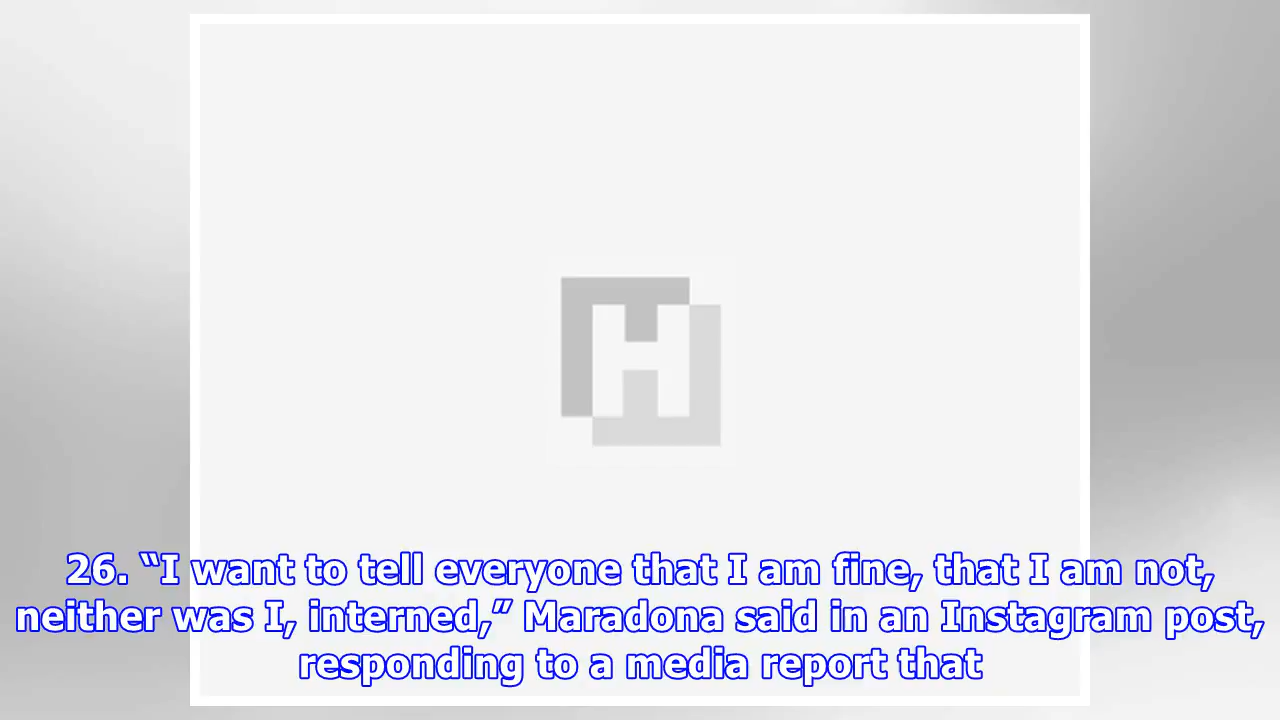 H
26. “I want to tell everyone that I am fine, that I am not,
neither was I, interned,” Maradona said in an Instagram post,
responding to a media report that